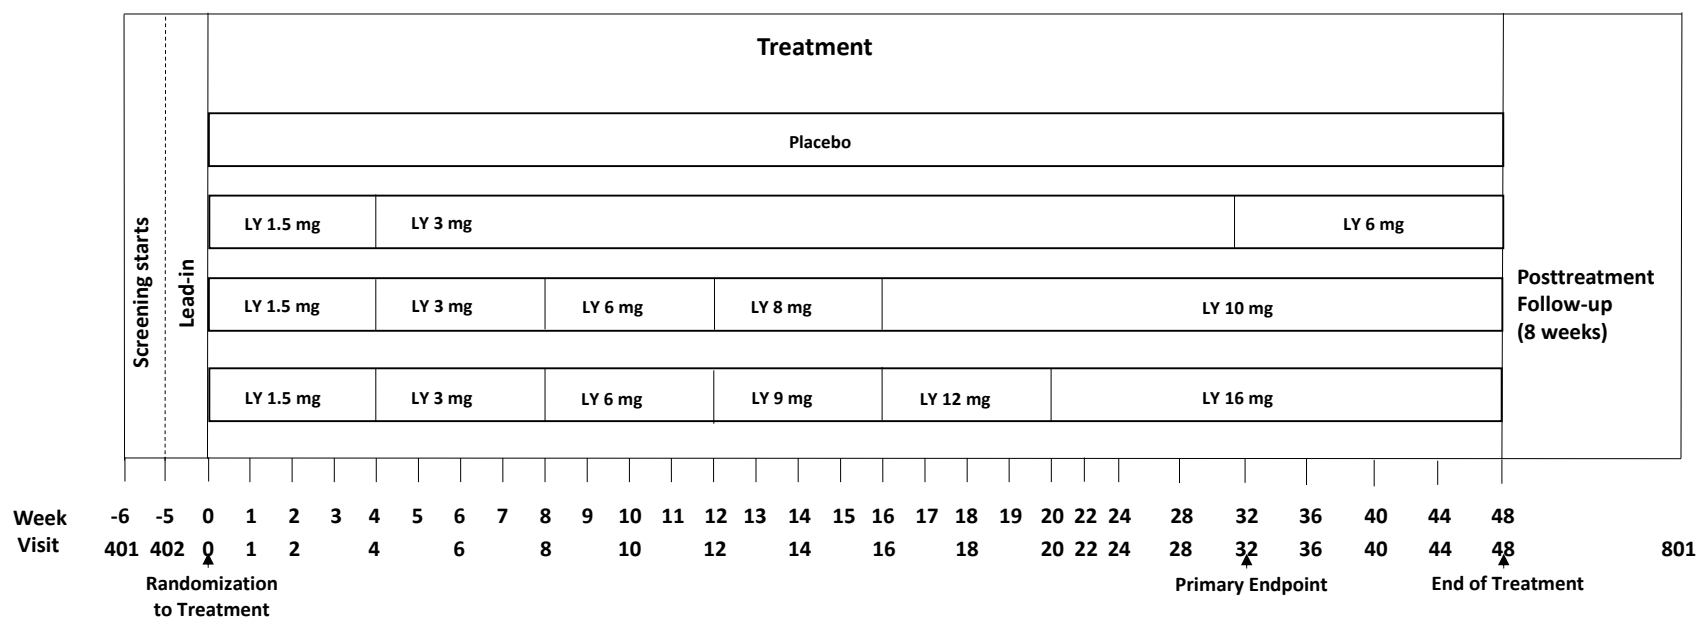 Treatment
Placebo
LY 1.5 mg LY 3 mg LY 6 mg
LY 1.5 mg LY 3 mg LY 6 mg LY 8 mg LY 10 mg
LY 1.5 mg LY 3 mg LY 6 mg LY 9 mg LY 12 mg LY 16 mg
Screening starts
Lead-in
Posttreatment
Follow-up
(8 weeks)
Week -6 -5 0 1 2 3 4 5 6 7 8 9 10 11 12 13 14 15 16 17 18 19 20 22 24 28 32 36 40 44 48
Visit 401 402 0 1 2 4 6 8 10 12 14 16 18 20 22 24 28 32 36 40 44 48 801
Randomization
to Treatment
Primary Endpoint
End of Treatment